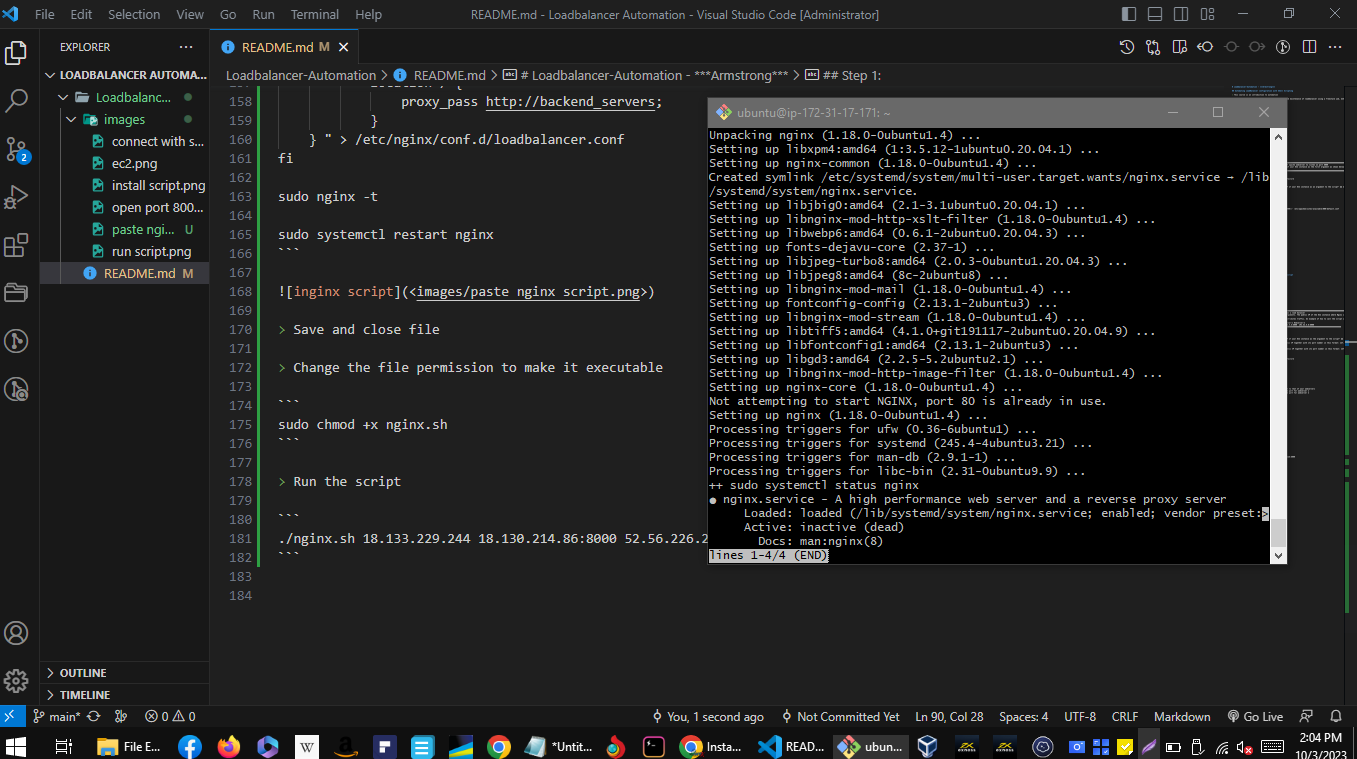 File Edit Selection View Go Run Terminal Help
README.md - Loadbalancer Automation - Visual Studio Code [Administrator]
EXPLORER
README.md M
LOADBALANCER AUTOMA...
Loadbalancer-Automation > README.md > # Loadbalancer-Automation - ***Armstrong*** > ## Step 1:
Loadbalanc...
images
connect with s...
ec2.png
install script.png
open port 800...
paste ngi... U
run script.png
README.md M
OUTLINE
TIMELINE
158 proxy_pass http://backend_servers;
159 }
160 } " > /etc/nginx/conf.d/loadbalancer.conf
161 fi
162
163 sudo nginx -t
164
165 sudo systemctl restart nginx
166 ```
167
168 ![inginx script](<images/paste nginx script.png>)
169
170 > Save and close file
171
172 > Change the file permission to make it executable
173
174 ```
175 sudo chmod +x nginx.sh
176 ```
177
178 > Run the script
179
180 ```
181 ./nginx.sh 18.133.229.244 18.130.214.86:8000 52.56.226.2
182 ```
183
184
ubuntu@ip-172-31-17-171: ~
Unpacking nginx (1.18.0-0ubuntu1.4) ...
Setting up libxpm4:amd64 (1:3.5.12-1ubuntu0.20.04.1) ...
Setting up nginx-common (1.18.0-0ubuntu1.4) ...
Created symlink /etc/systemd/system/multi-user.target.wants/nginx.service → /lib
/systemd/system/nginx.service.
Setting up libjbig0:amd64 (2.1-3.1ubuntu0.20.04.1) ...
Setting up libnginx-mod-http-xslt-filter (1.18.0-0ubuntu1.4) ...
Setting up libwebp6:amd64 (0.6.1-2ubuntu0.20.04.3) ...
Setting up fonts-dejavu-core (2.37-1) ...
Setting up libjpeg-turbo8:amd64 (2.0.3-0ubuntu1.20.04.3) ...
Setting up libjpeg8:amd64 (8c-2ubuntu8) ...
Setting up libnginx-mod-mail (1.18.0-0ubuntu1.4) ...
Setting up fontconfig-config (2.13.1-2ubuntu3) ...
Setting up libnginx-mod-stream (1.18.0-0ubuntu1.4) ...
Setting up libtiff5:amd64 (4.1.0+git191117-2ubuntu0.20.04.9) ...
Setting up libfontconfig1:amd64 (2.13.1-2ubuntu3) ...
Setting up libgd3:amd64 (2.2.5-5.2ubuntu2.1) ...
Setting up libnginx-mod-http-image-filter (1.18.0-0ubuntu1.4) ...
Setting up nginx-core (1.18.0-0ubuntu1.4) ...
Not attempting to start NGINX, port 80 is already in use.
Setting up nginx (1.18.0-0ubuntu1.4) ...
Processing triggers for ufw (0.36-6ubuntu1) ...
Processing triggers for systemd (245.4-4ubuntu3.21) ...
Processing triggers for man-db (2.9.1-1) ...
Processing triggers for libc-bin (2.31-0ubuntu9.9) ...
++ sudo systemctl status nginx
● nginx.service - A high performance web server and a reverse proxy server
Loaded: loaded (/lib/systemd/system/nginx.service; enabled; vendor preset:>
Active: inactive (dead)
Docs: man:nginx(8)
lines 1-4/4 (END)
2
main* 0 0 You, 1 second ago Not Committed Yet Ln 90, Col 28 Spaces: 4 UTF-8 CRLF Markdown Go Live
File E... *Untit... Insta... READ... ubun...
2:04 PM
10/3/2023